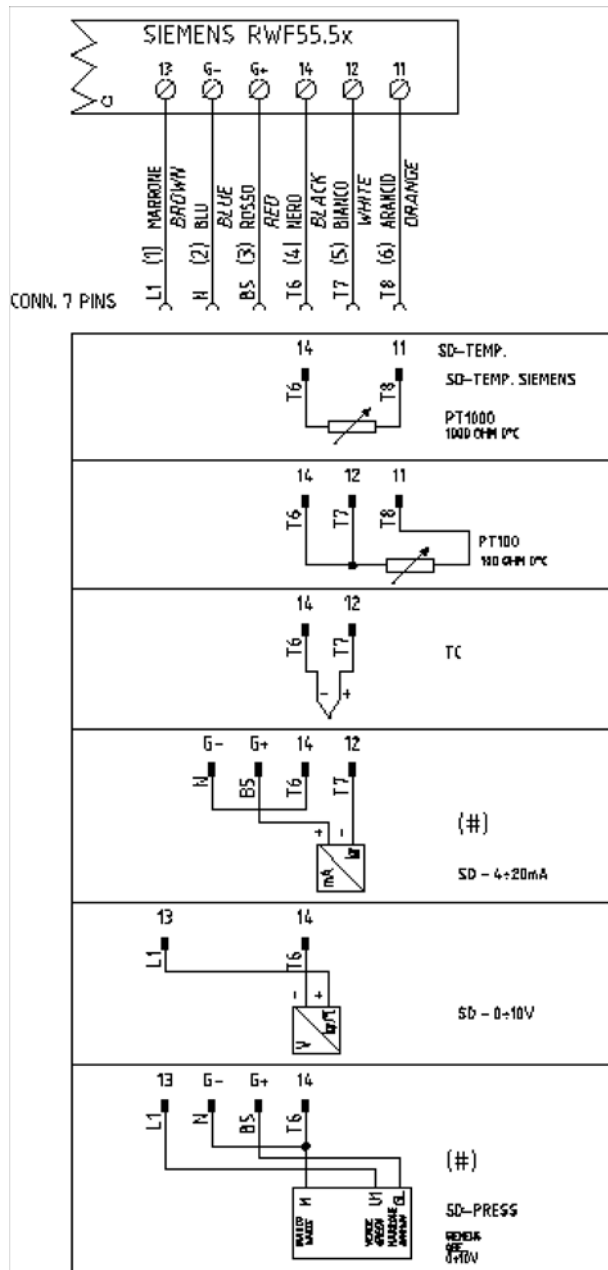 SIEMENS RWF55.5x
13 G- G+ 14 12 11
L1 (1) MARRONE
BROWN
N (2) BLU
BLUE
BS (3) ROSSO
RED
T6 (4) NERO
BLACK
T7 (5) BIANCO
WHITE
T8 (6) ARANCIO
ORANGE
CONN. 7 PINS
14 11 SD-TEMP.
T6 T8 SD-TEMP. SIEMENS
PT1000
1000 OHM 0°C
14 12 11
T6 T7 T8
PT100
100 OHM 0°C
14 12
T6 T7
TC
- +
G- G+ 14 12
N BS T6 T7
(#)
+ -
mA
SD - 4÷20mA
13 14
L1 T6
- +
V
SD - 0÷10V
13 G- G+ 14
L1 N BS T6
(#)
M U1
SD-PRESS
SIEMENS
0÷10V